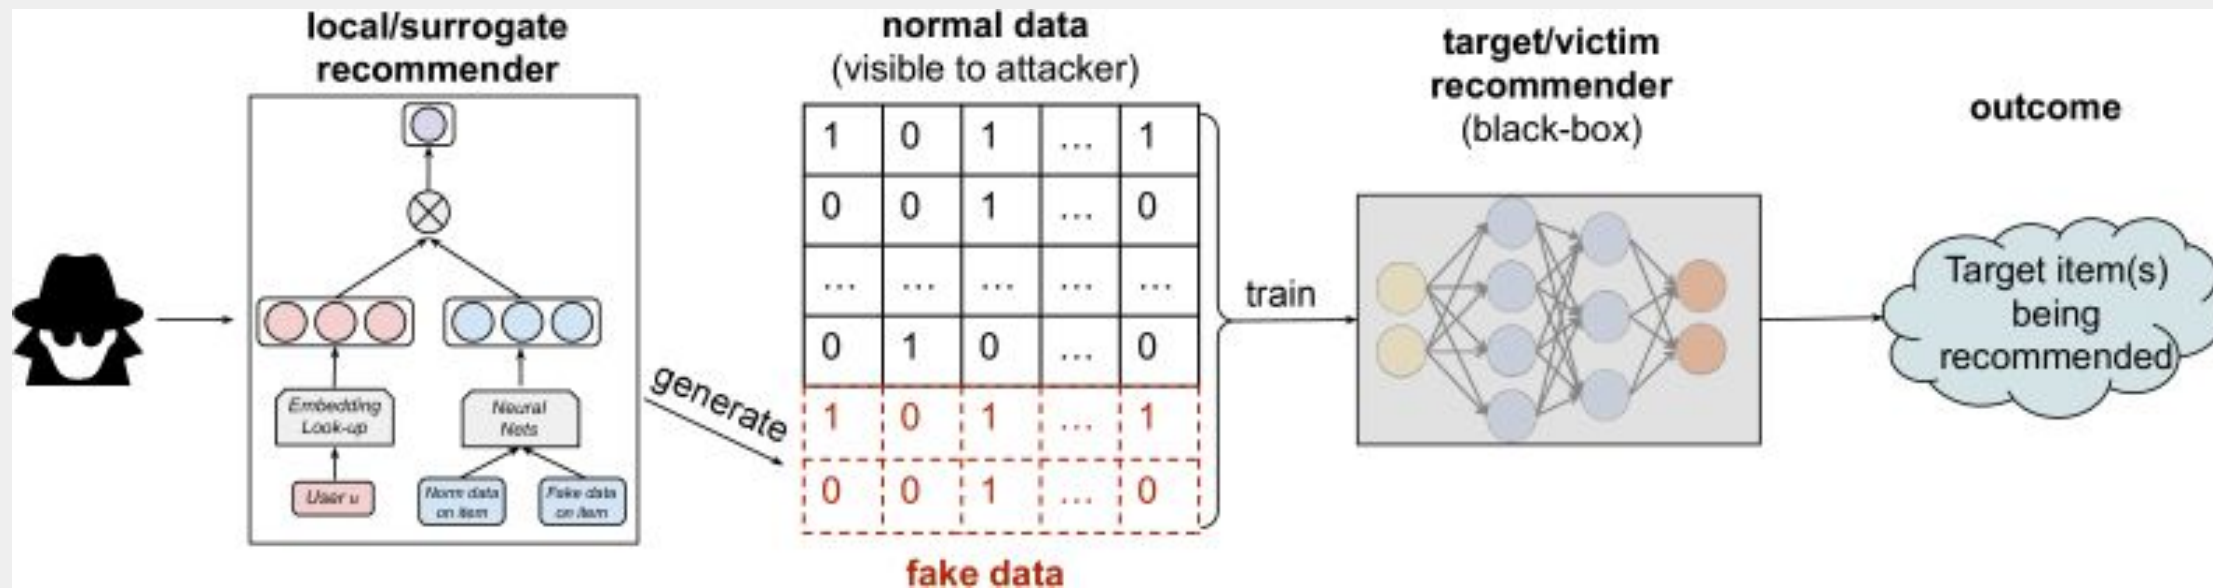 local/surrogate
recommender
Embedding
Look-up
Neural
Nets
User u
Norm data
on item
Fake data
on item
generate
normal data
(visible to attacker)
1 0 1 ... 1
0 0 1 ... 0
... ... ... ... ...
0 1 0 ... 0
1 0 1 ... 1
0 0 1 ... 0
fake data
train
target/victim
recommender
(black-box)
outcome
Target item(s)
being
recommended